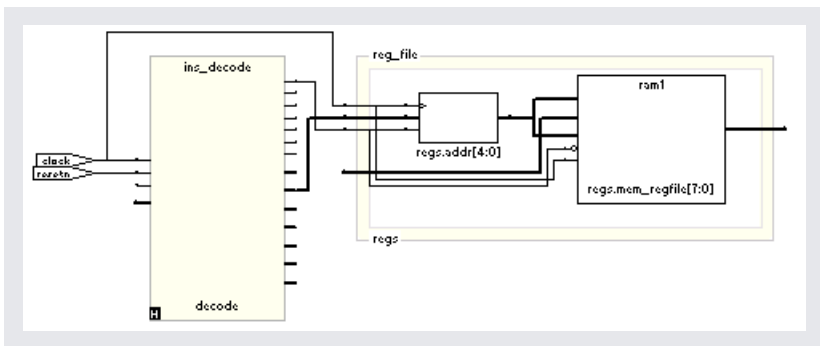 reg_file
ins_decode
ram1
clock
resetn
regs.addr[4:0]
regs.mem_regfile[7:0]
regs
decode
H